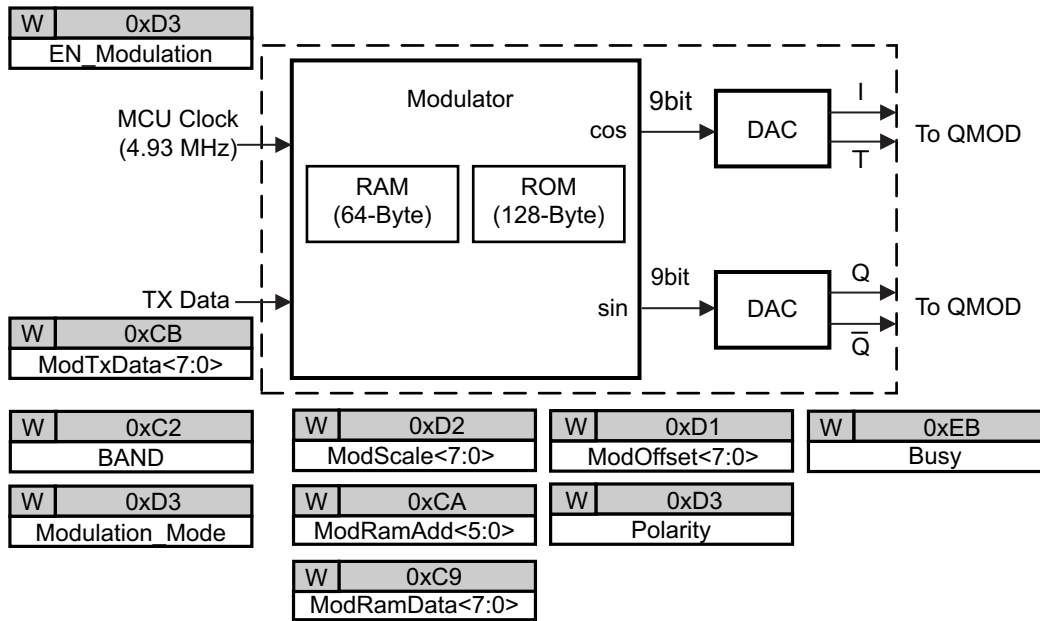 W 0xD3
EN_Modulation
MCU Clock
(4.93 MHz)
Modulator
cos
RAM
(64-Byte)
ROM
(128-Byte)
9bit
DAC
I
T̅
To QMOD
TX Data
sin
9bit
DAC
Q
Q̅
To QMOD
W 0xCB
ModTxData<7:0>
W 0xC2
BAND
W 0xD2
ModScale<7:0>
W 0xD1
ModOffset<7:0>
W 0xEB
Busy
W 0xD3
Modulation_Mode
W 0xCA
ModRamAdd<5:0>
W 0xD3
Polarity
W 0xC9
ModRamData<7:0>